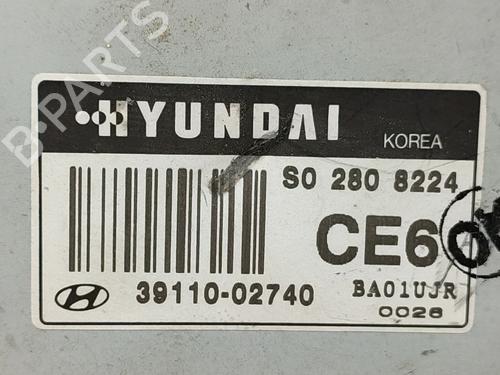 B-PARTS
HYUNDAI
KOREA
S0 280 8224
CE6
39110-02740
BA01UJR
0026